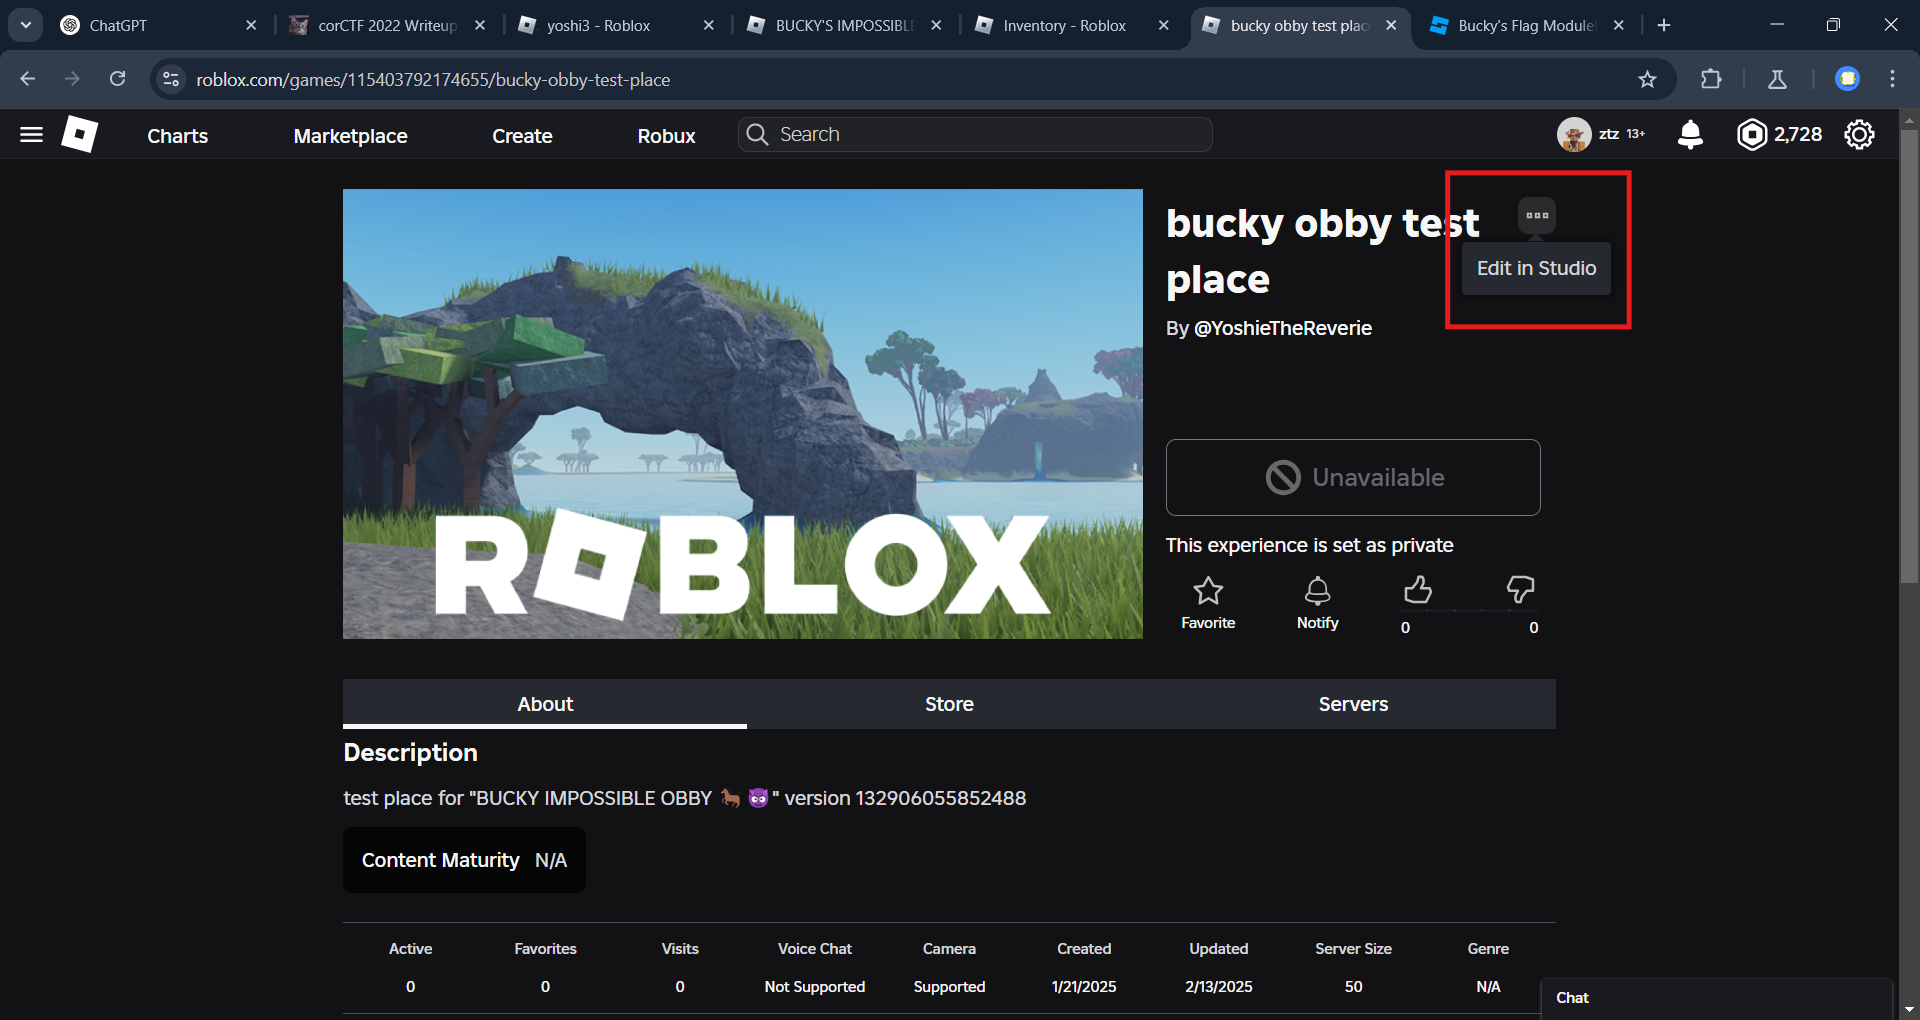 ChatGPT
corCTF 2022 Writeup
yoshi3 - Roblox
BUCKY'S IMPOSSIBLE
Inventory - Roblox
bucky obby test plac
Bucky's Flag Module
roblox.com/games/115403792174655/bucky-obby-test-place
Charts
Marketplace
Create
Robux
Search
ztz 13+
2,728
bucky obby test
place
Edit in Studio
By @YoshieTheReverie
ROBLOX
Unavailable
This experience is set as private
Favorite
Notify
0
0
About
Store
Servers
Description
test place for "BUCKY IMPOSSIBLE OBBY 🐎 😈" version 132906055852488
Content Maturity N/A
Active Favorites Visits Voice Chat Camera Created Updated Server Size Genre
0 0 0 Not Supported Supported 1/21/2025 2/13/2025 50 N/A
Chat